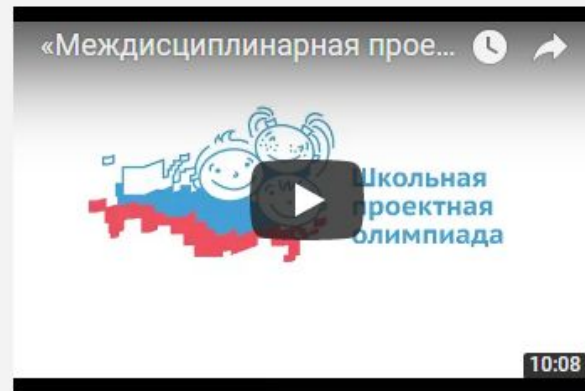 «Междисциплинарная прое...
Школьная
проектная
олимпиада
10:08